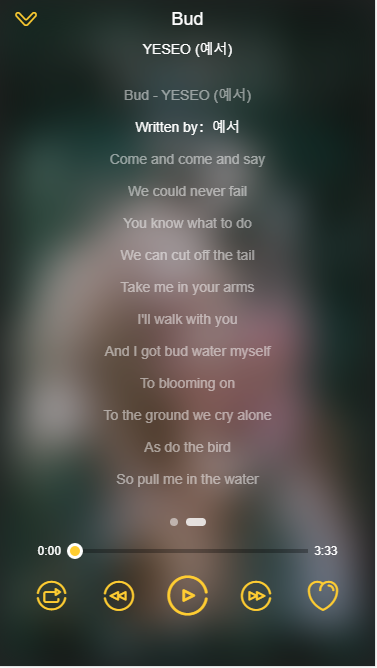 Bud
YESEO (예서)
Bud - YESEO (예서)
Written by：예서
Come and come and say
We could never fail
You know what to do
We can cut off the tail
Take me in your arms
I'll walk with you
And I got bud water myself
To blooming on
To the ground we cry alone
As do the bird
So pull me in the water
0:00
3:33